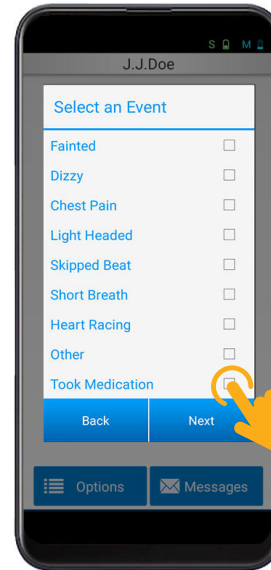 S M
J.J.Doe
Select an Event
Fainted
Dizzy
Chest Pain
Light Headed
Skipped Beat
Short Breath
Heart Racing
Other
Took Medication
Back Next
Options Messages